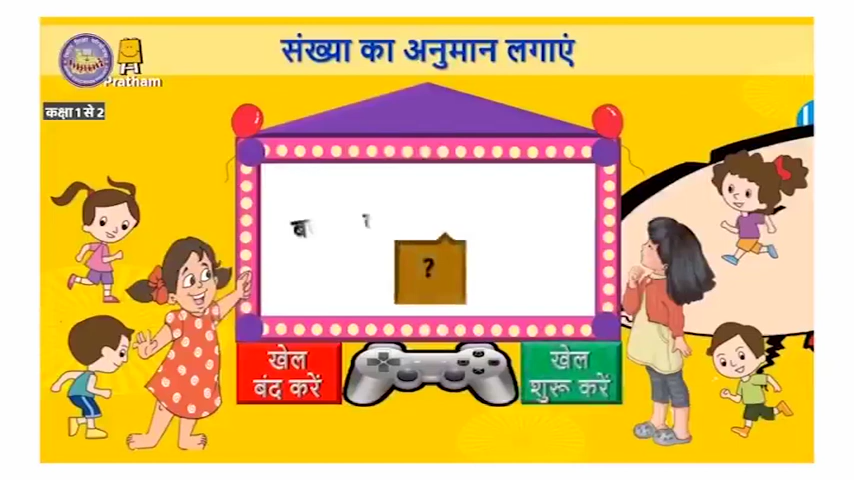 संख्या का अनुमान लगाएं
Pratham
कक्षा 1 से 2
?
खेल
बंद करें
खेल
शुरू करें